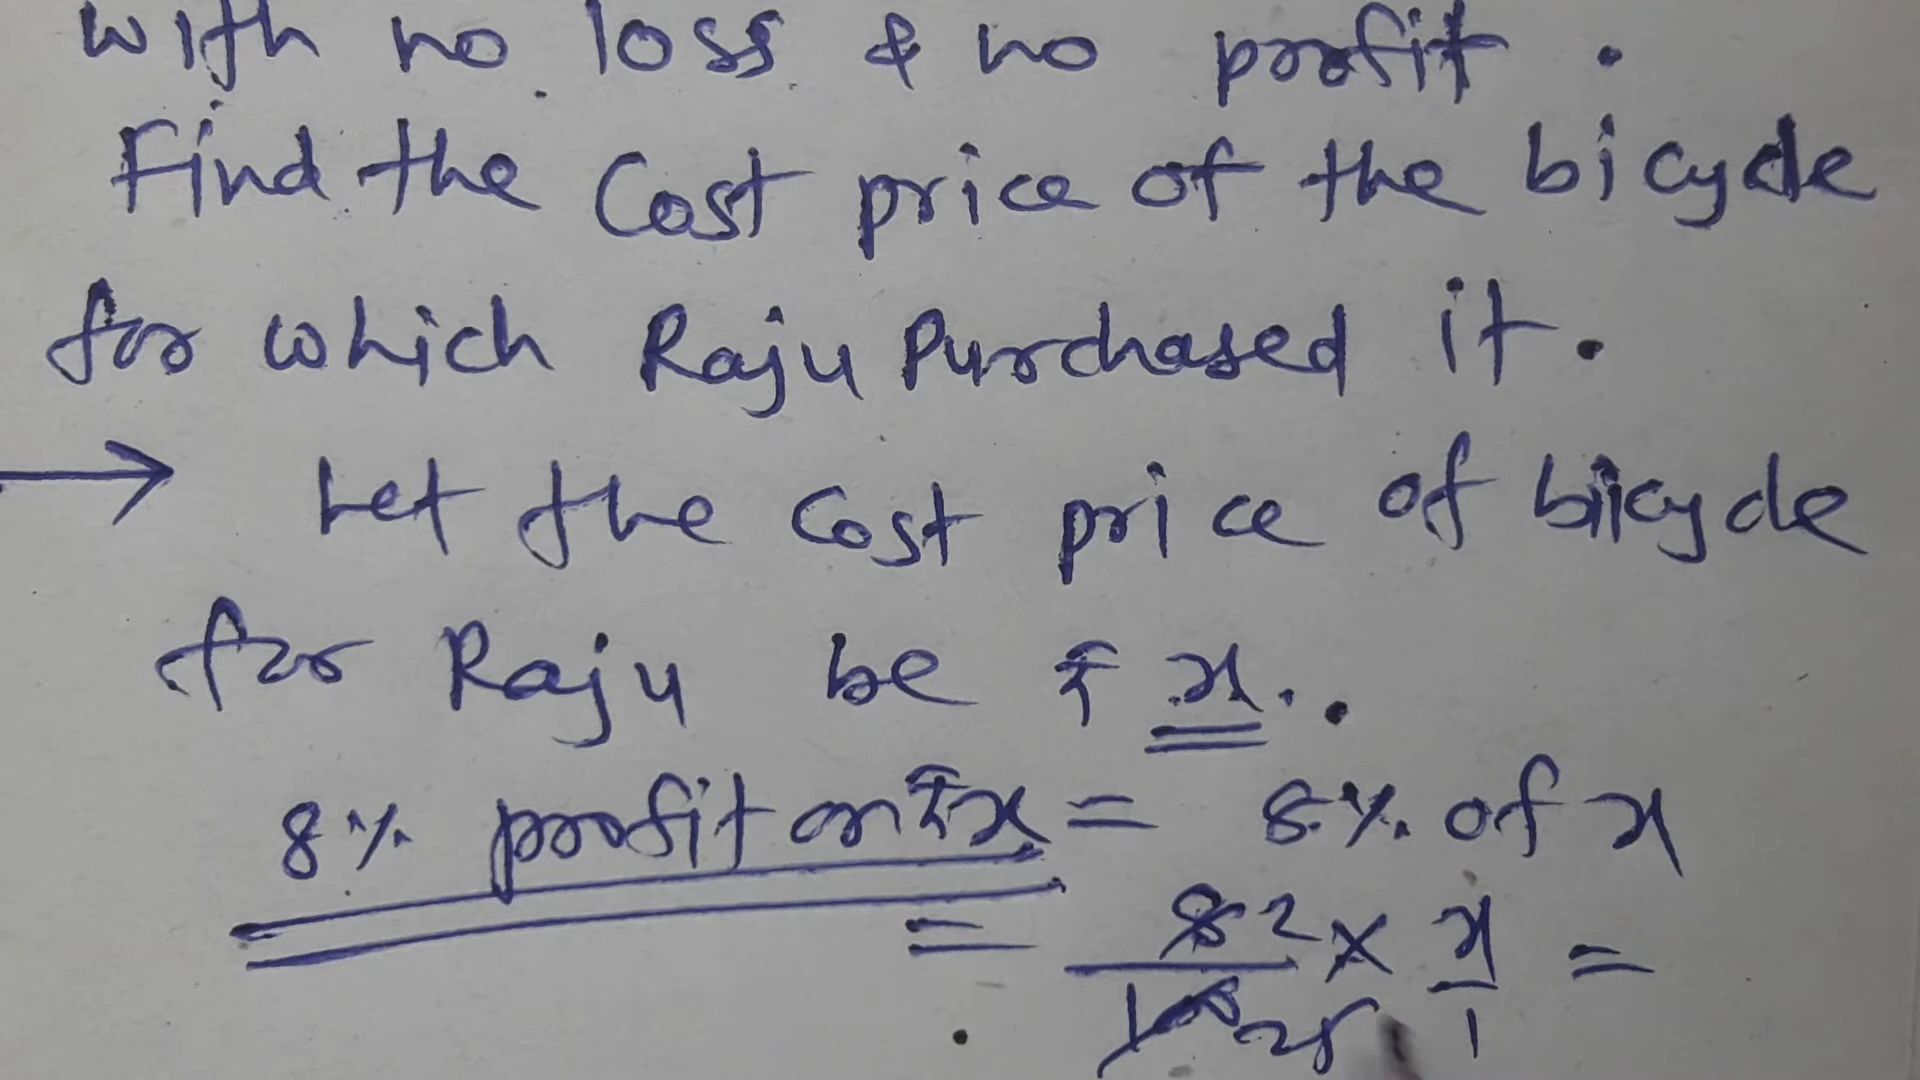 with no loss & no profit.
Find the Cost price of the bicycle
for which Raju Purchased it.
→ Let the Cost price of bicycle
for Raju be ₹ x.
8% profit on ₹x = 8% of x
= 8 2 × x =
100 25 1